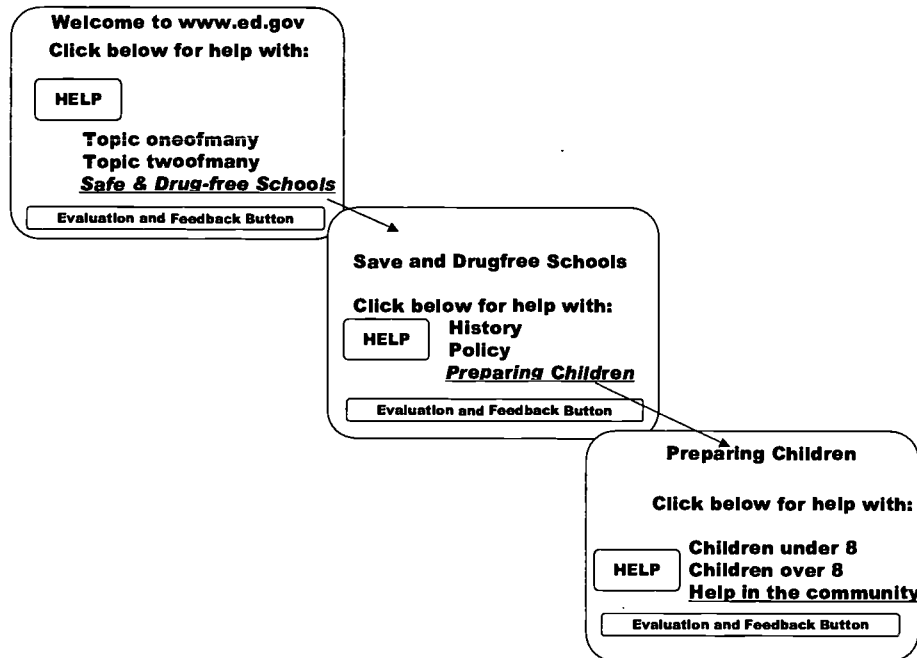 Welcome to www.ed.gov
Click below for help with:
HELP
Topic oneofmany
Topic twoofmany
Safe & Drug-free Schools
Evaluation and Feedback Button
Save and Drugfree Schools
Click below for help with:
HELP
History
Policy
Preparing Children
Evaluation and Feedback Button
Preparing Children
Click below for help with:
HELP
Children under 8
Children over 8
Help in the community
Evaluation and Feedback Button